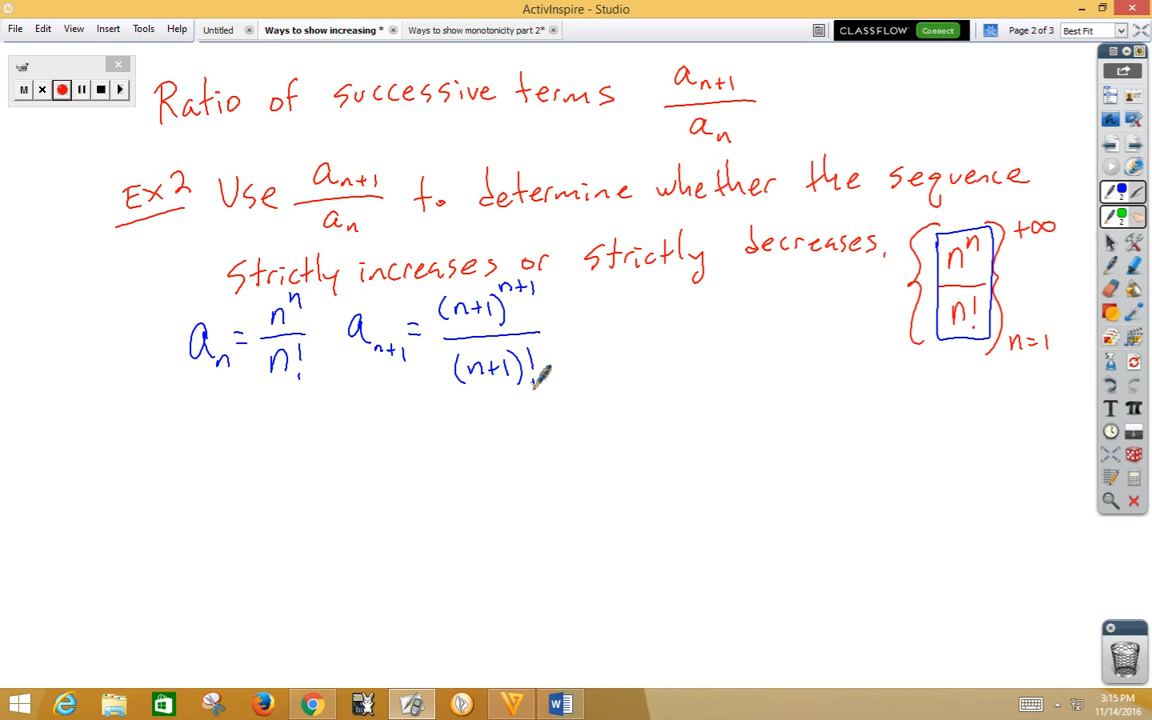 ActivInspire - Studio
File Edit View Insert Tools Help Untitled Ways to show increasing * Ways to show monotonicity part 2* CLASSFLOW Connect Page 2 of 3 Best Fit
M
Ratio of successive terms a_{n+1} / a_n
Ex 2 Use a_{n+1} / a_n to determine whether the sequence
strictly increases or strictly decreases. { n^n / n! }_{n=1}^{+∞}
a_n = n^n / n! a_{n+1} = (n+1)^{n+1} / (n+1)!
2
2
3:15 PM
11/14/2016